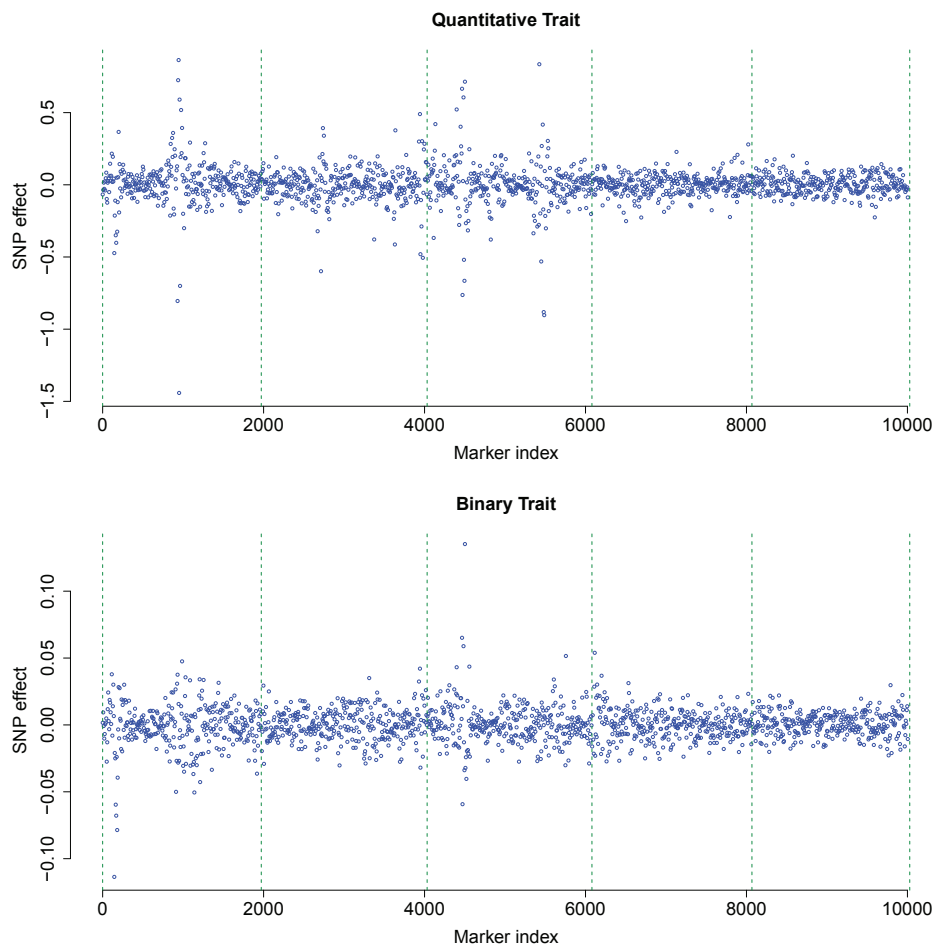 Quantitative Trait
SNP effect
0.5
0.0
−0.5
−1.0
−1.5
0 2000 4000 6000 8000 10000
Marker index
Binary Trait
SNP effect
0.10
0.05
0.00
−0.05
−0.10
0 2000 4000 6000 8000 10000
Marker index